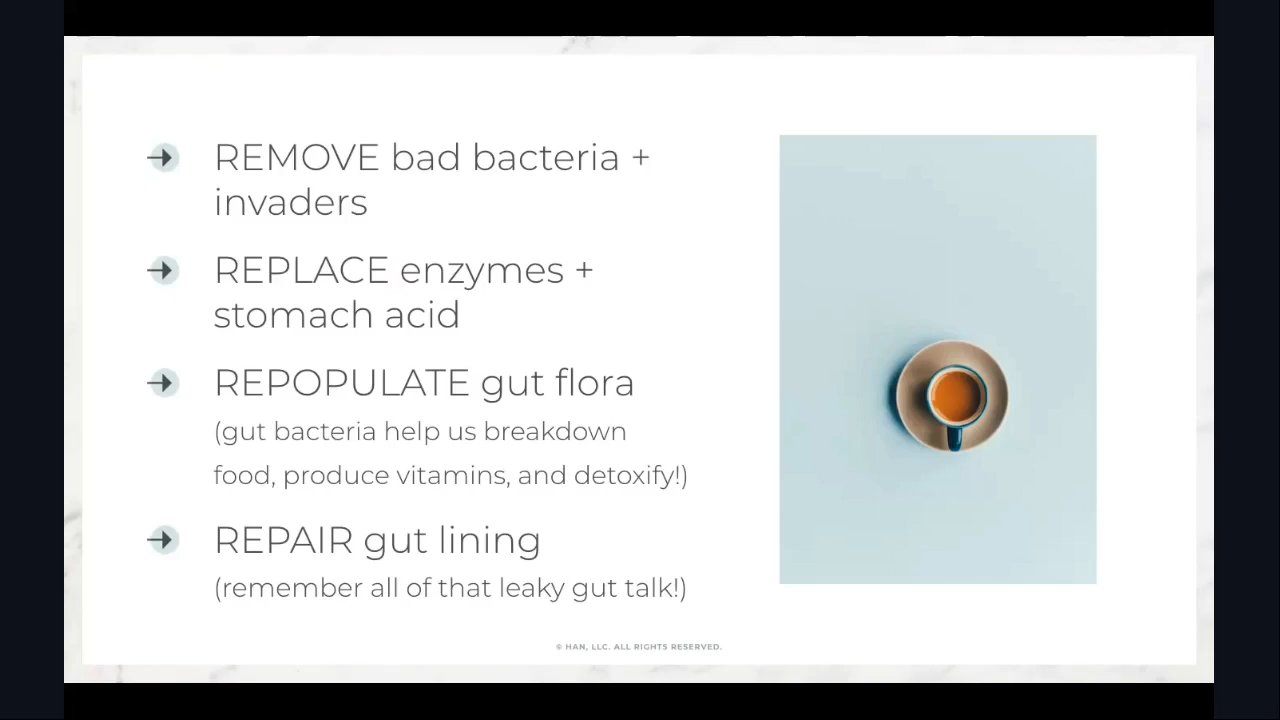 REMOVE bad bacteria +
invaders
REPLACE enzymes +
stomach acid
REPOPULATE gut flora
(gut bacteria help us breakdown
food, produce vitamins, and detoxify!)
REPAIR gut lining
(remember all of that leaky gut talk!)
© HAN, LLC. ALL RIGHTS RESERVED.